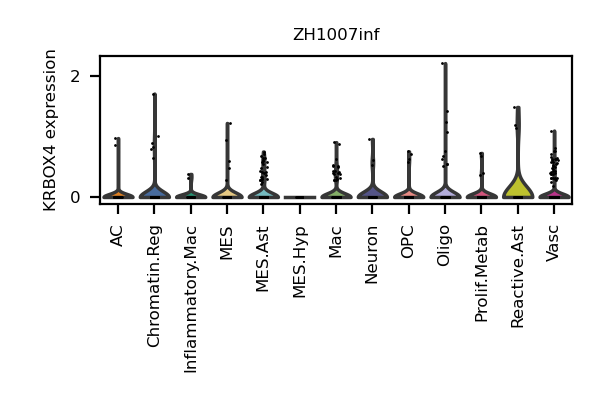 ZH1007inf
KRBOX4 expression
2
0
AC
Chromatin.Reg
Inflammatory.Mac
MES
MES.Ast
MES.Hyp
Mac
Neuron
OPC
Oligo
Prolif.Metab
Reactive.Ast
Vasc